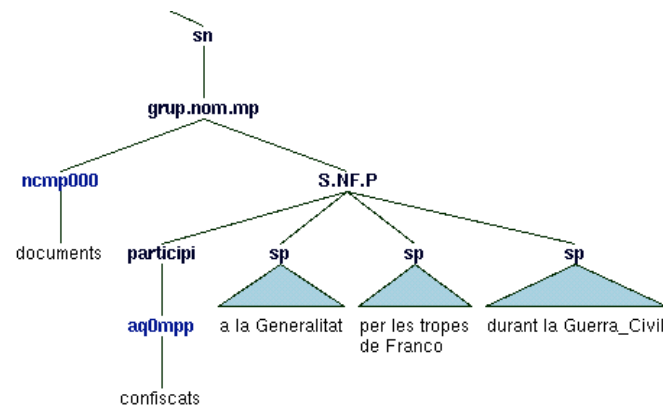 sn
grup.nom.mp
ncmp000 S.NF.P
documents participi sp sp sp
aq0mpp a la Generalitat per les tropes durant la Guerra_Civil
de Franco
confiscats